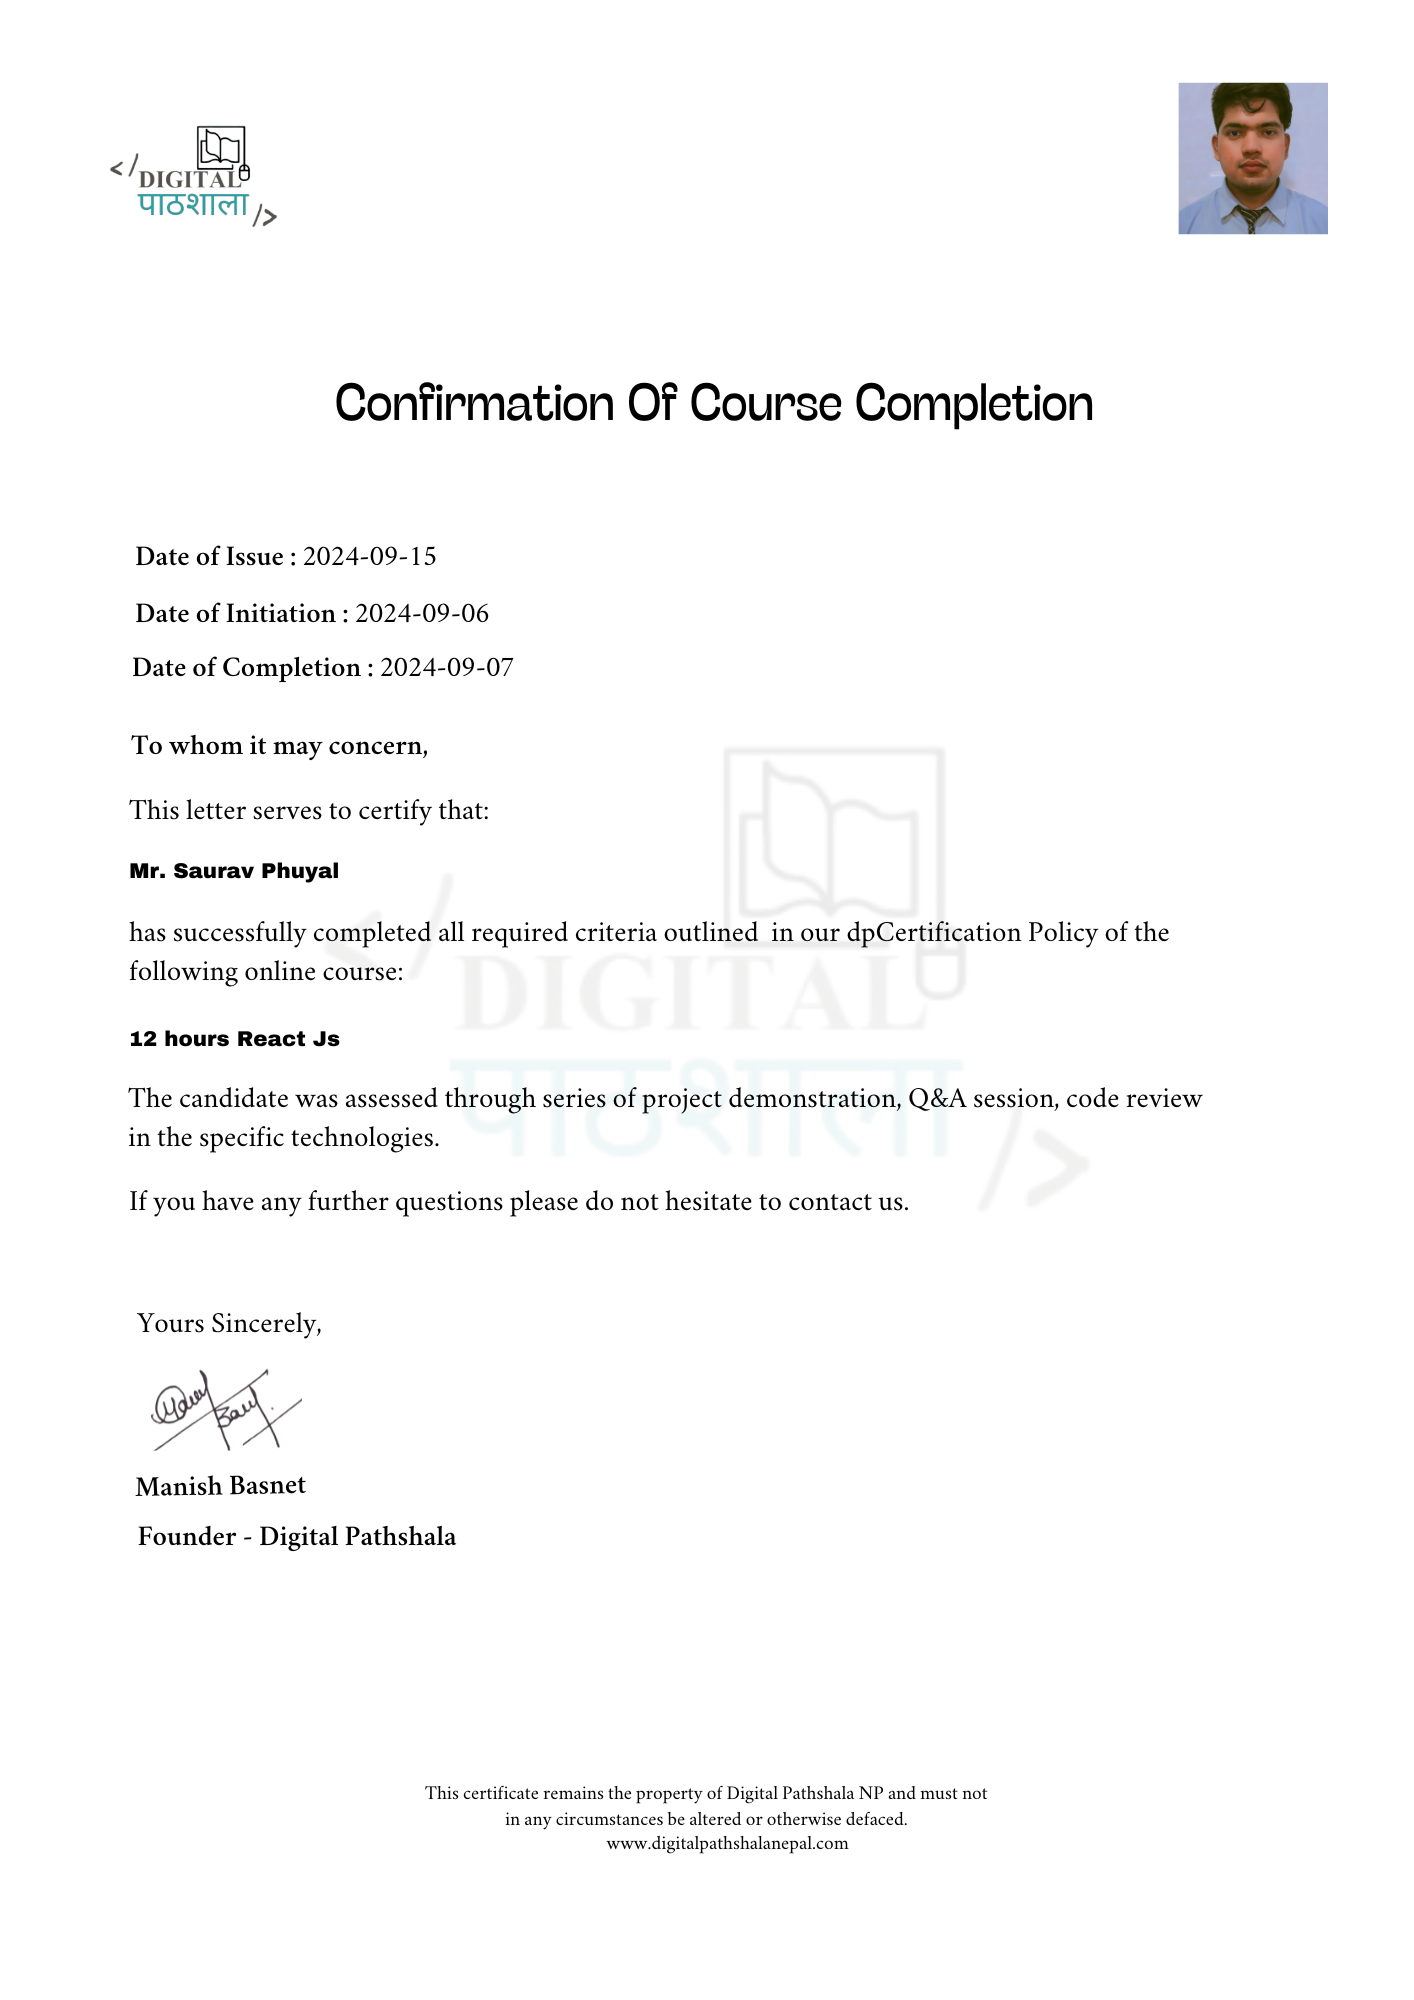 </
DIGITAL
पाठशाला
/>
Confirmation Of Course Completion
Date of Issue : 2024-09-15
Date of Initiation : 2024-09-06
Date of Completion : 2024-09-07
To whom it may concern,
This letter serves to certify that:
Mr. Saurav Phuyal
has successfully completed all required criteria outlined  in our dpCertification Policy of the
following online course:
12 hours React Js
The candidate was assessed through series of project demonstration, Q&A session, code review
in the specific technologies.
If you have any further questions please do not hesitate to contact us.
</
DIGITAL
पाठशाला
/>
Yours Sincerely,
Manish Basnet
Founder - Digital Pathshala
This certificate remains the property of Digital Pathshala NP and must not
in any circumstances be altered or otherwise defaced.
www.digitalpathshalanepal.com